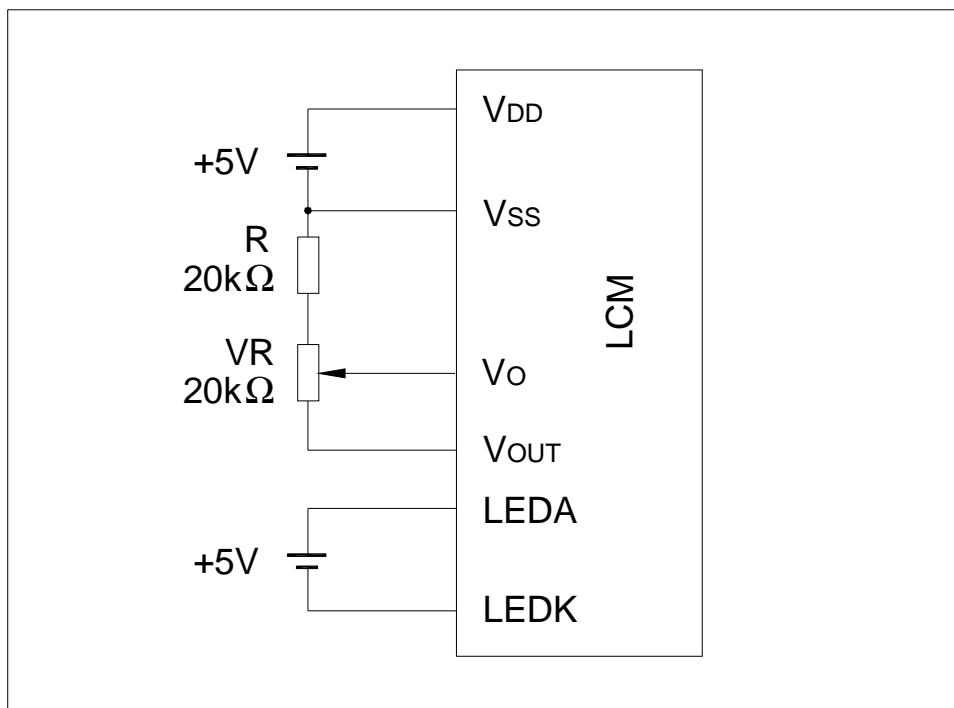 VDD
+5V
VSS
R
20kΩ
LCM
VR
20kΩ
VO
VOUT
LEDA
+5V
LEDK